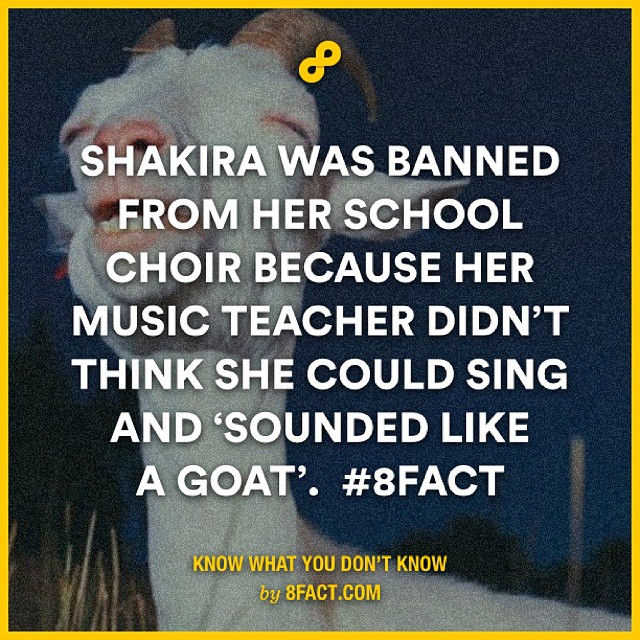 SHAKIRA WAS BANNED
FROM HER SCHOOL
CHOIR BECAUSE HER
MUSIC TEACHER DIDN’T
THINK SHE COULD SING
AND ‘SOUNDED LIKE
A GOAT’. #8FACT
KNOW WHAT YOU DON’T KNOW
by 8FACT.COM